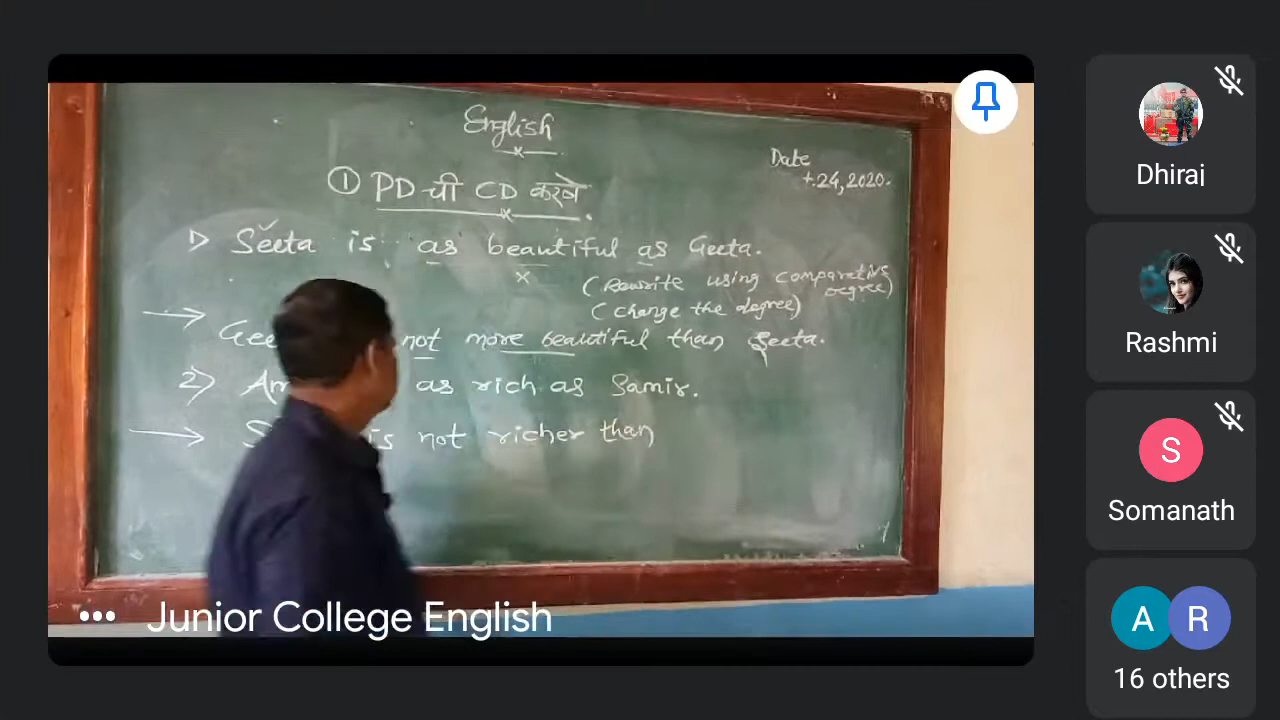 English
① PD ची CD करणे.
Date
24, 2020.
1) Seeta is as beautiful as Geeta.
(Rewrite using comparative Degree)
(change the degree)
→ not more beautiful than Seeta.
2) as rich as Samir.
→ is not richer than
Junior College English
Dhirai
Rashmi
S
Somanath
A R
16 others